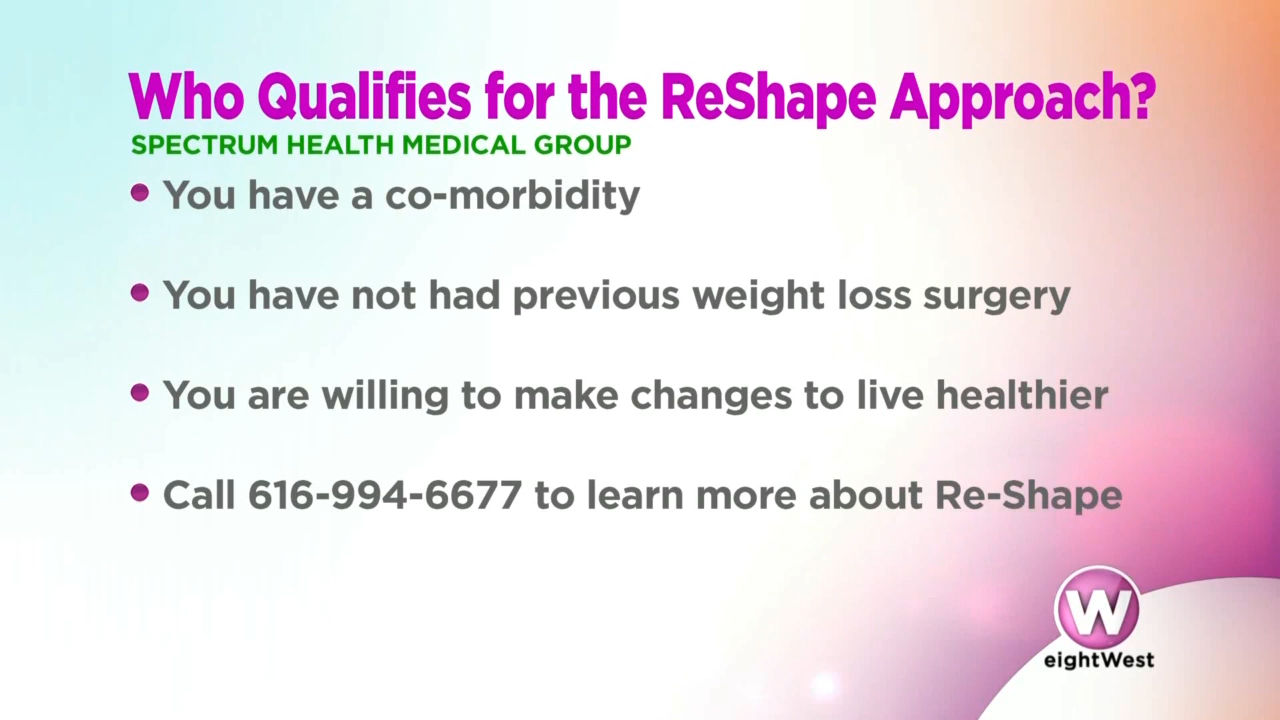 Who Qualifies for the ReShape Approach?
SPECTRUM HEALTH MEDICAL GROUP
• You have a co-morbidity
• You have not had previous weight loss surgery
• You are willing to make changes to live healthier
• Call 616-994-6677 to learn more about Re-Shape
W
eightWest